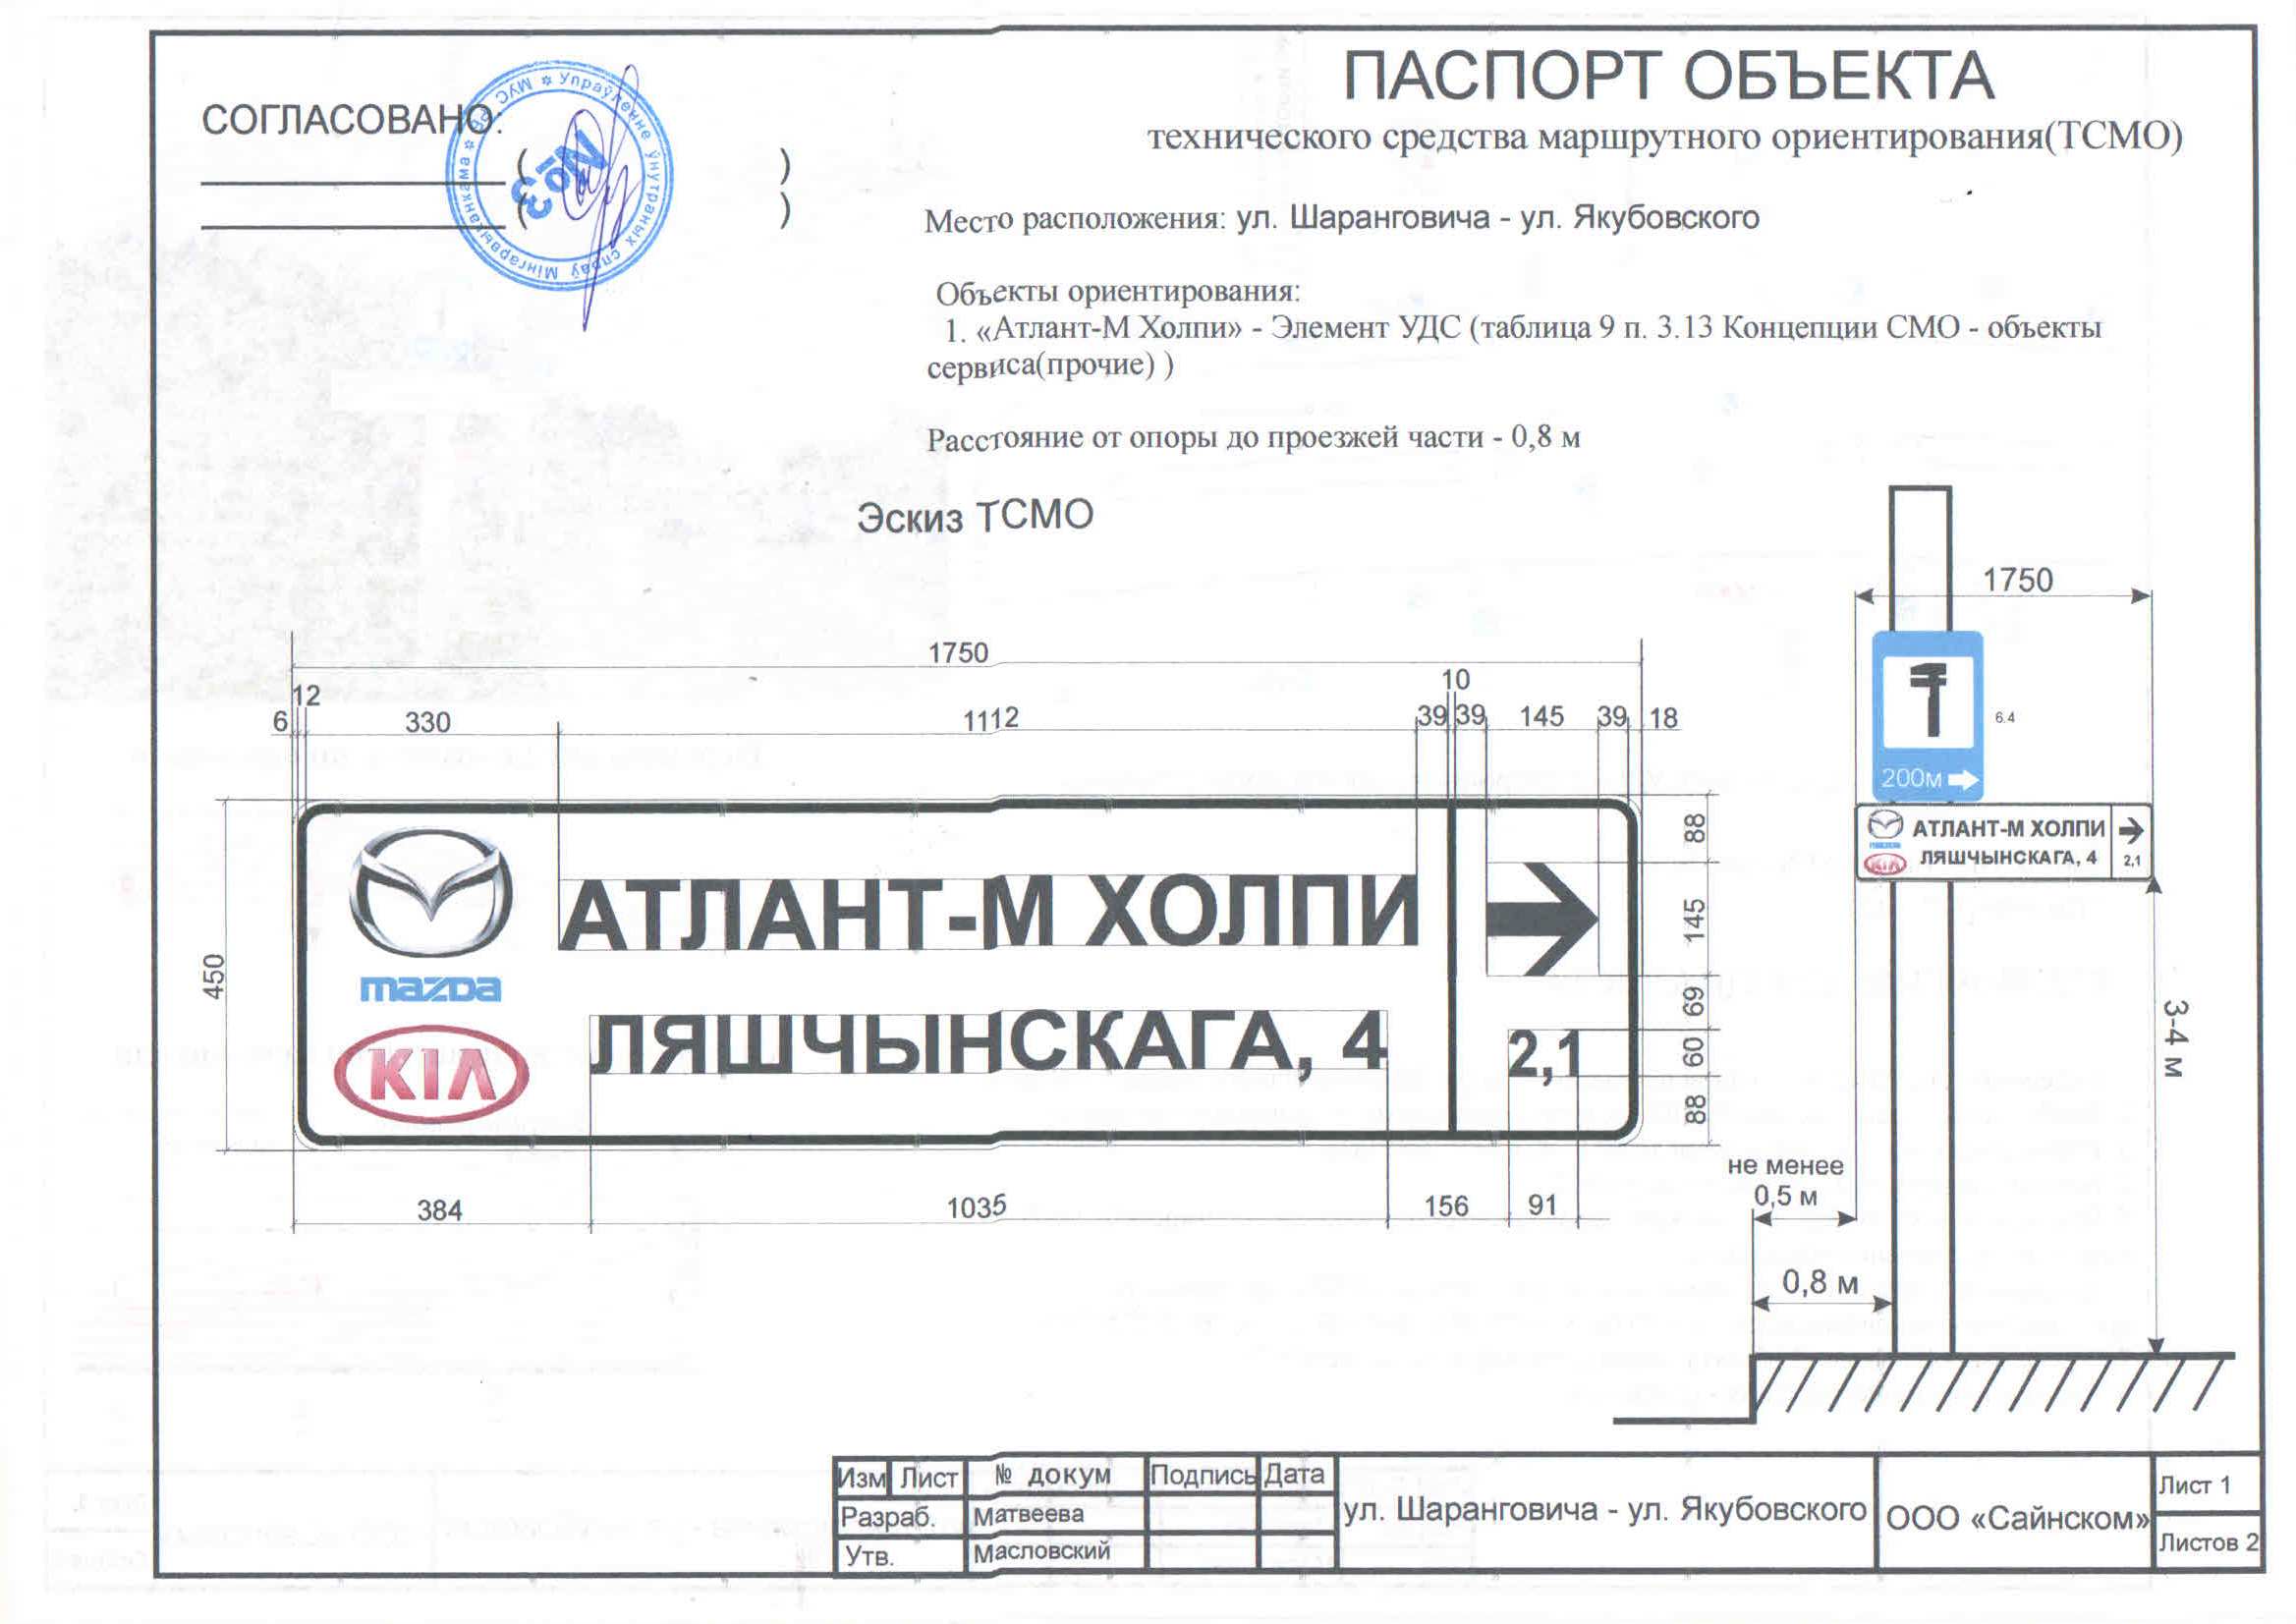 СОГЛАСОВАНО:
( )
( )
МУС РБ * Упраўленне ўнутраных спраў Мінгарвыканкама *
№3
ПАСПОРТ ОБЪЕКТА
технического средства маршрутного ориентирования(ТСМО)
Место расположения: ул. Шаранговича - ул. Якубовского
Объекты ориентирования:
1. «Атлант-М Холпи» - Элемент УДС (таблица 9 п. 3.13 Концепции СМО - объекты
сервиса(прочие) )
Расстояние от опоры до проезжей части - 0,8 м
Эскиз ТСМО
1750
6 12 330 1112 39 10 39 145 39 18
450
mazda
KIA
АТЛАНТ-М ХОЛПИ
ЛЯШЧЫНСКАГА, 4
2,1
88
145
69
60
88
384 1035 156 91
1750
6.4
200м
АТЛАНТ-М ХОЛПИ
mazda
KIA
ЛЯШЧЫНСКАГА, 4
2,1
3-4 м
не менее
0,5 м
0,8 м
Изм Лист № докум Подпись Дата
Разраб. Матвеева
Утв. Масловский
ул. Шаранговича - ул. Якубовского
ООО «Сайнском»
Лист 1
Листов 2